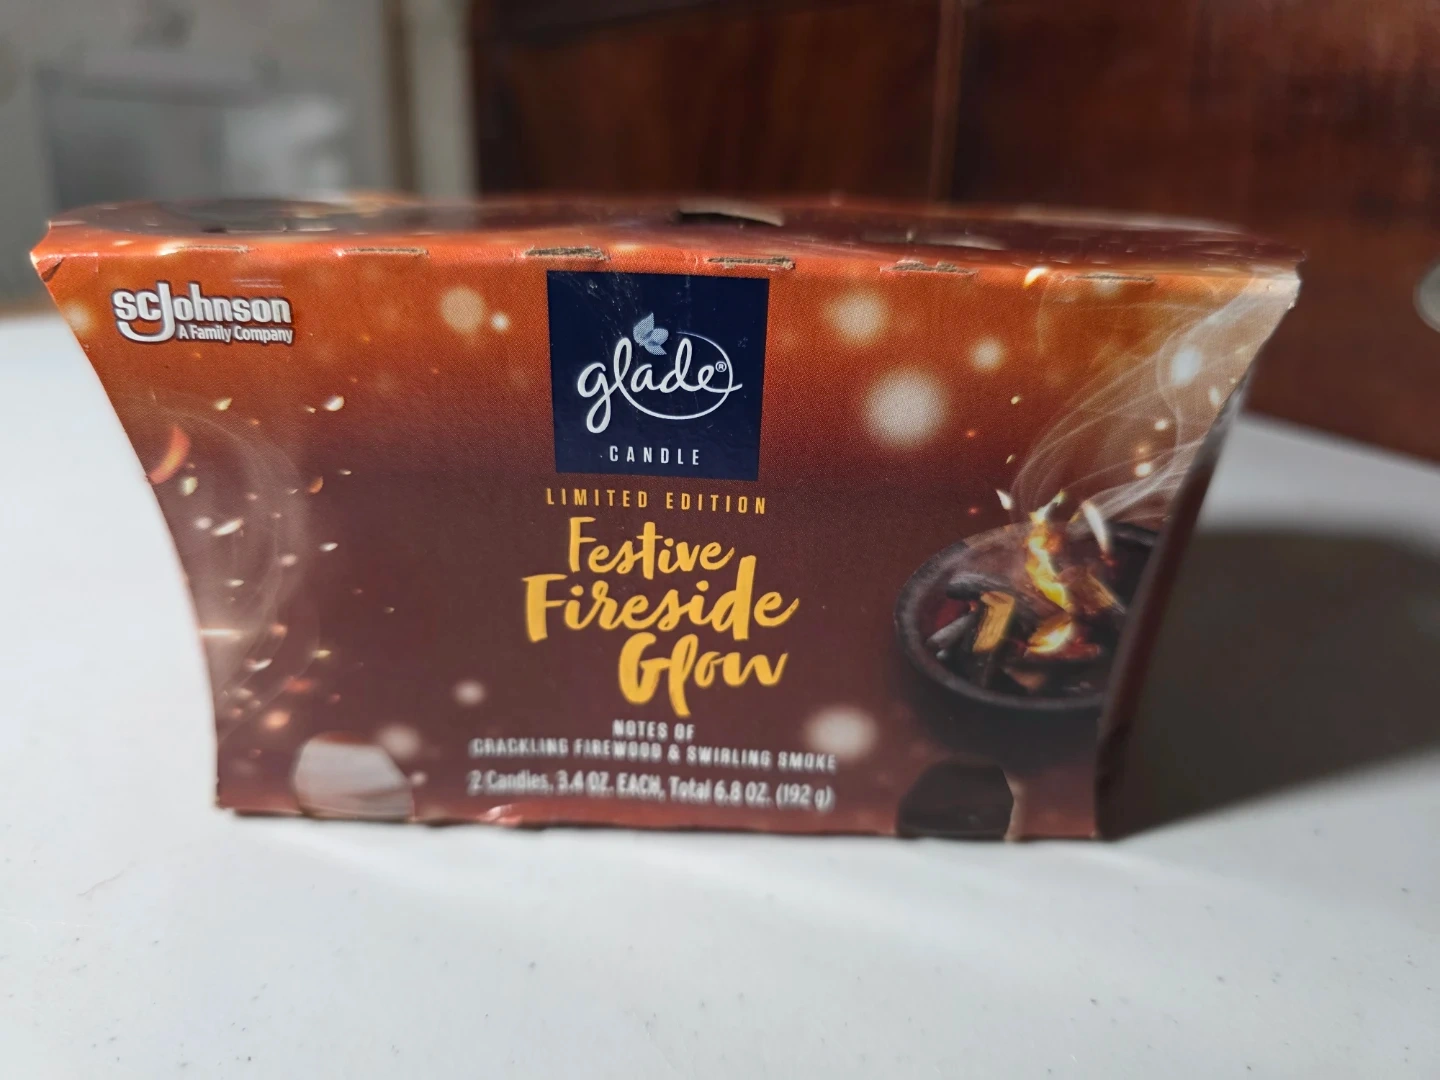 scJohnson
A Family Company
glade®
CANDLE
LIMITED EDITION
Festive
Fireside
Glow
NOTES OF
CRACKLING FIREWOOD & SWIRLING SMOKE
2 Candles, 3.4 OZ. EACH, Total 6.8 OZ. (192 g)